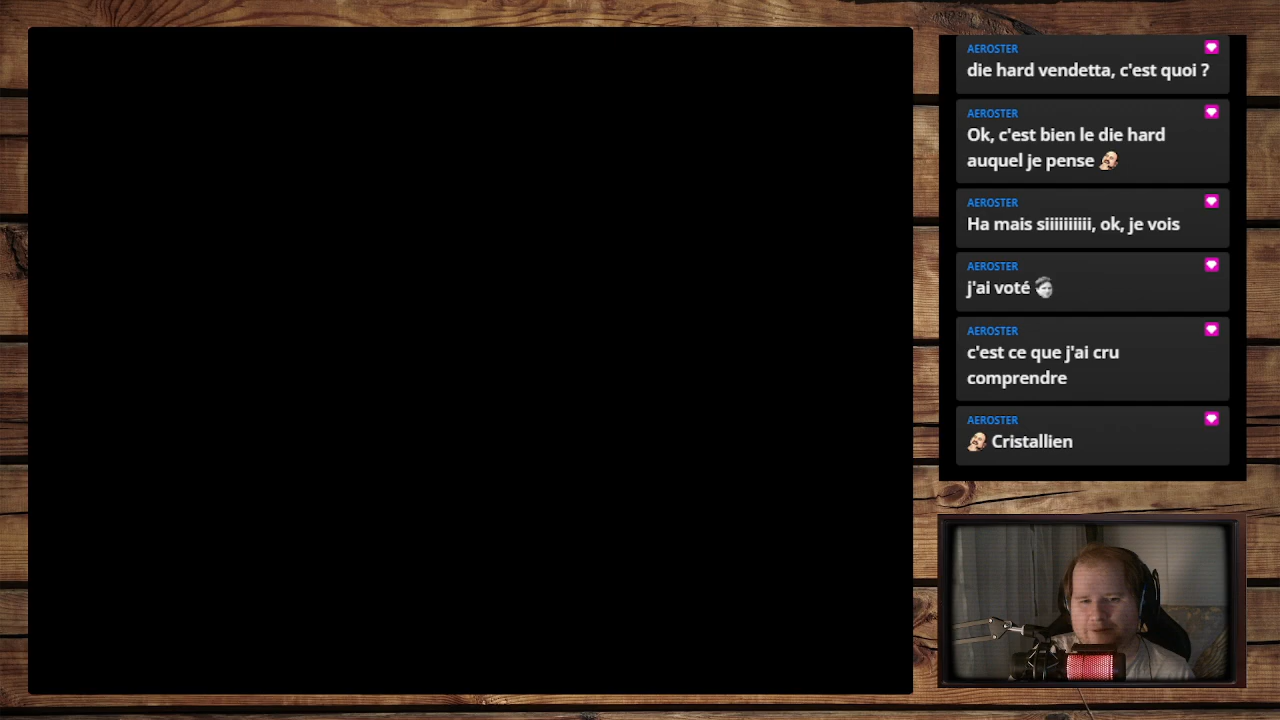 AEROSTER
die hard vendetta, c'est quoi ?
AEROSTER
Ok, c'est bien le die hard
auquel je pense
AEROSTER
Ha mais siiiiiiiiii, ok, je vois
AEROSTER
j'ai voté
AEROSTER
c'est ce que j'ai cru
comprendre
AEROSTER
Cristallien